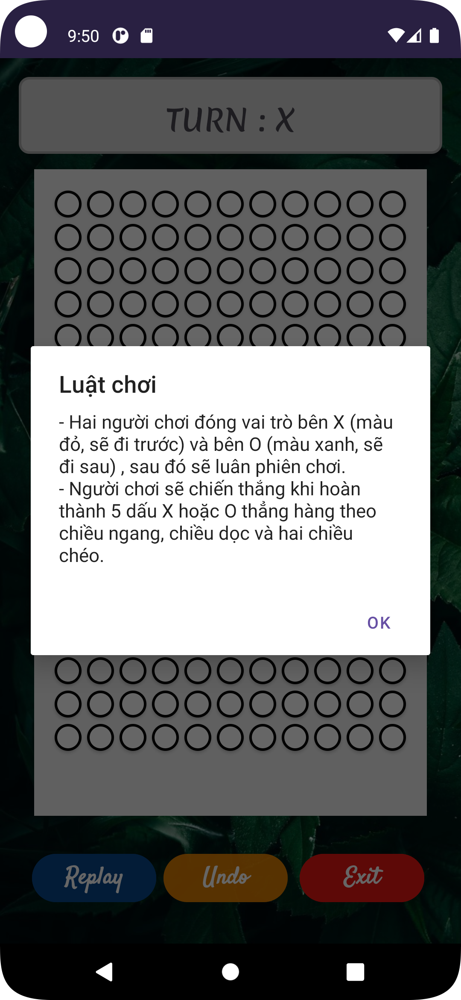 9:50
TURN : X
Luật chơi
- Hai người chơi đóng vai trò bên X (màu
đỏ, sẽ đi trước) và bên O (màu xanh, sẽ
đi sau) , sau đó sẽ luân phiên chơi.
- Người chơi sẽ chiến thắng khi hoàn
thành 5 dấu X hoặc O thẳng hàng theo
chiều ngang, chiều dọc và hai chiều
chéo.
OK
Replay Undo Exit